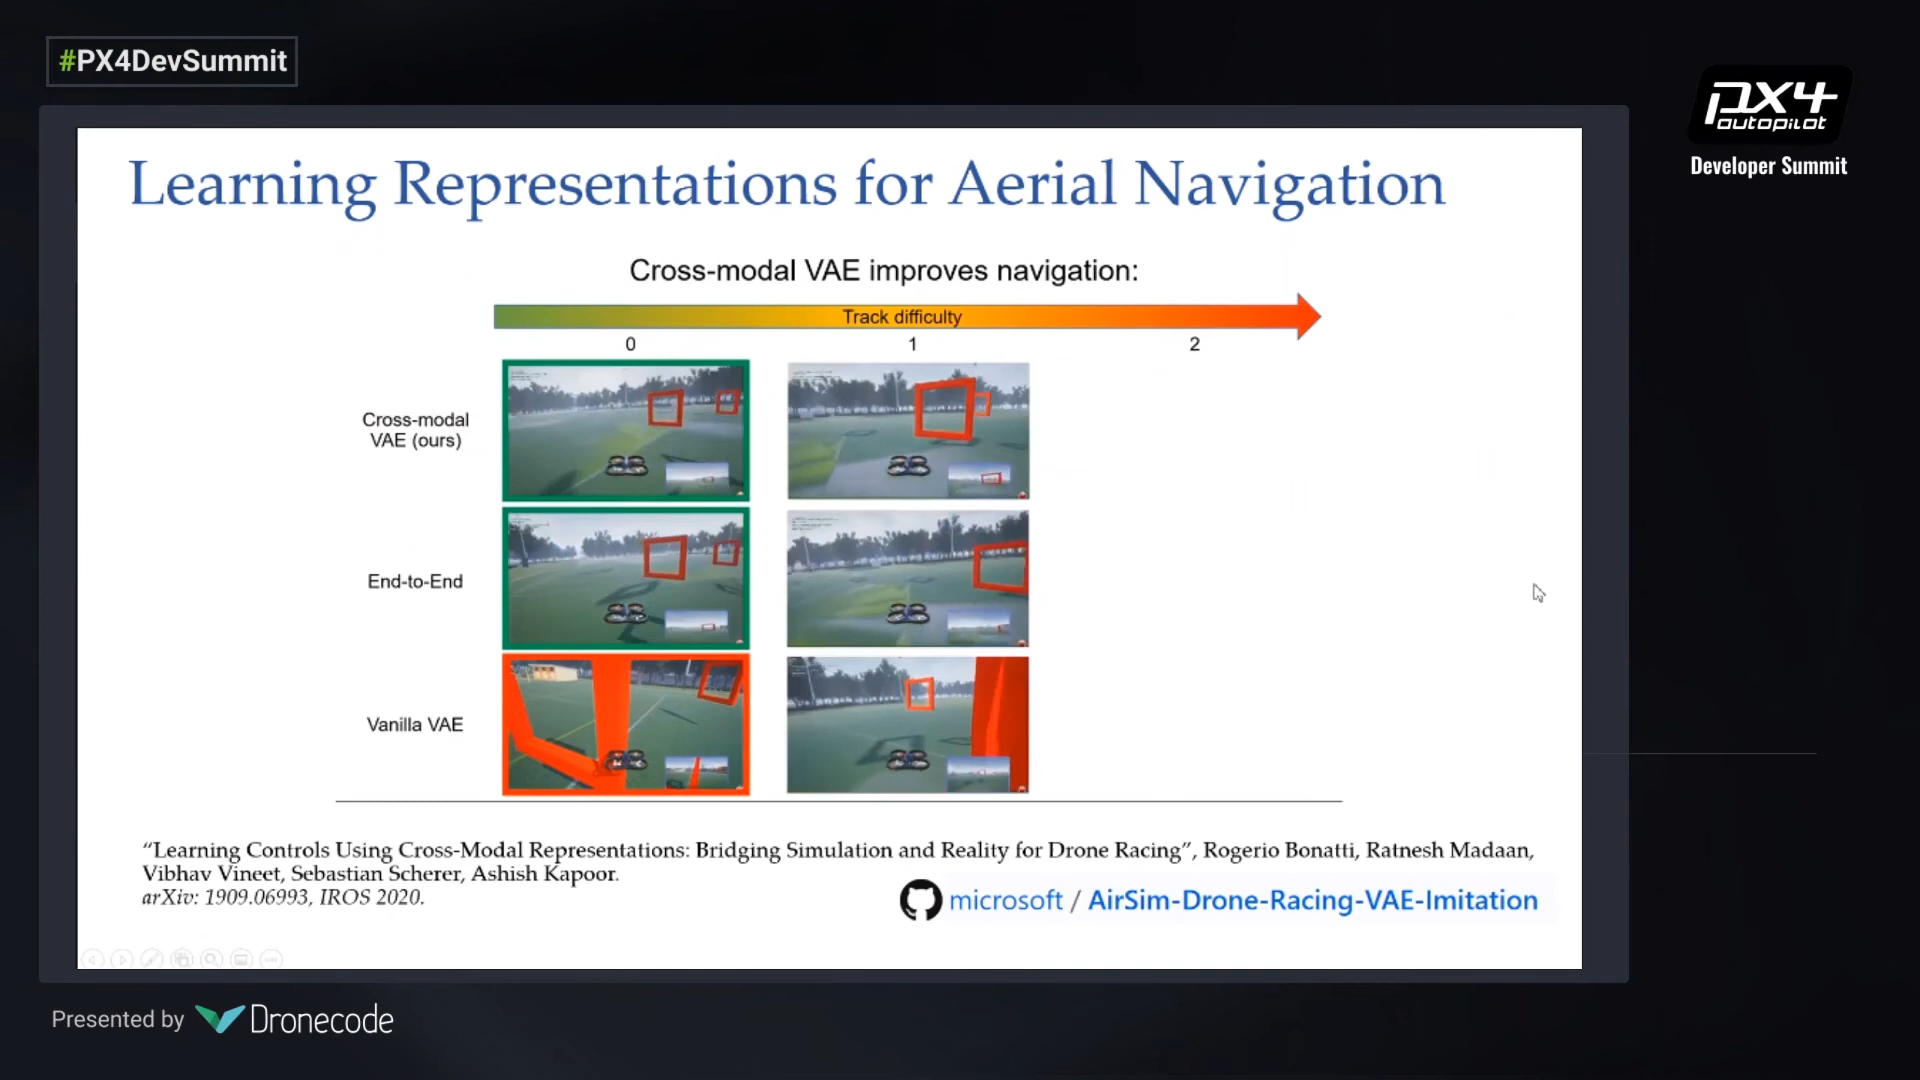 #PX4DevSummit
PX4
autopilot
Developer Summit
Learning Representations for Aerial Navigation
Cross-modal VAE improves navigation:
Track difficulty
0 1 2
Cross-modal
VAE (ours)
End-to-End
Vanilla VAE
“Learning Controls Using Cross-Modal Representations: Bridging Simulation and Reality for Drone Racing”, Rogerio Bonatti, Ratnesh Madaan,
Vibhav Vineet, Sebastian Scherer, Ashish Kapoor.
arXiv: 1909.06993, IROS 2020.
microsoft / AirSim-Drone-Racing-VAE-Imitation
Presented by Dronecode